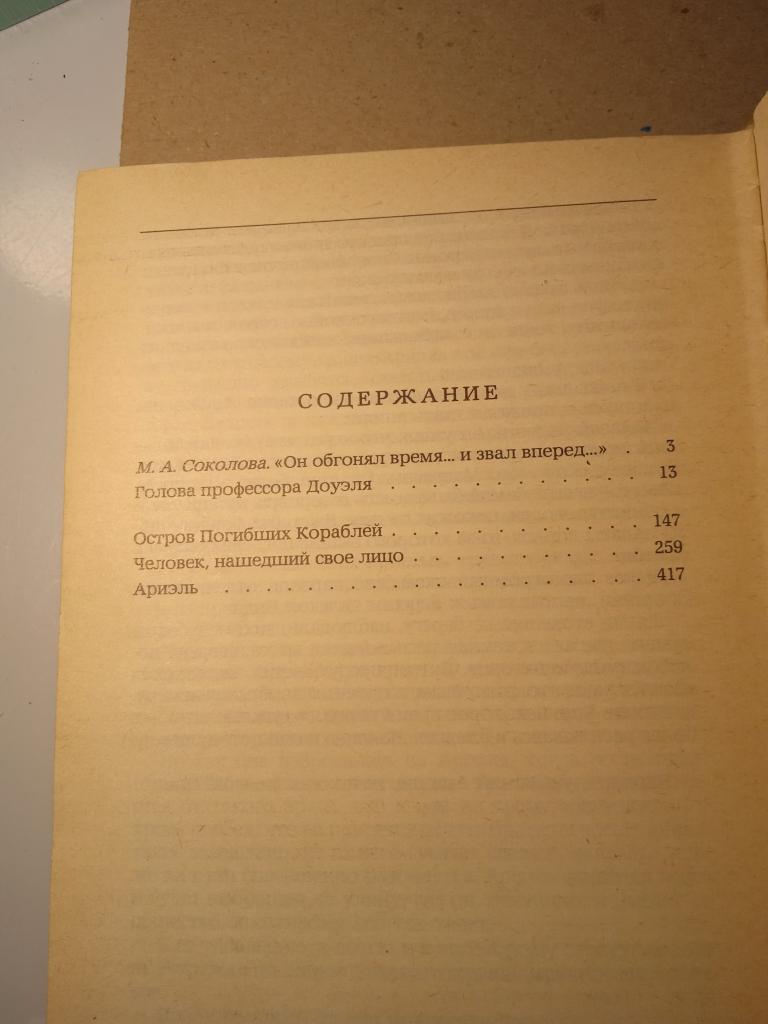 СОДЕРЖАНИЕ
М. А. Соколова. «Он обгонял время... и звал вперед...» . 3
Голова профессора Доуэля . . . . . . . . . . . 13
Остров Погибших Кораблей . . . . . . . . . . . 147
Человек, нашедший свое лицо . . . . . . . . . . 259
Ариэль . . . . . . . . . . . . . . . . . 417